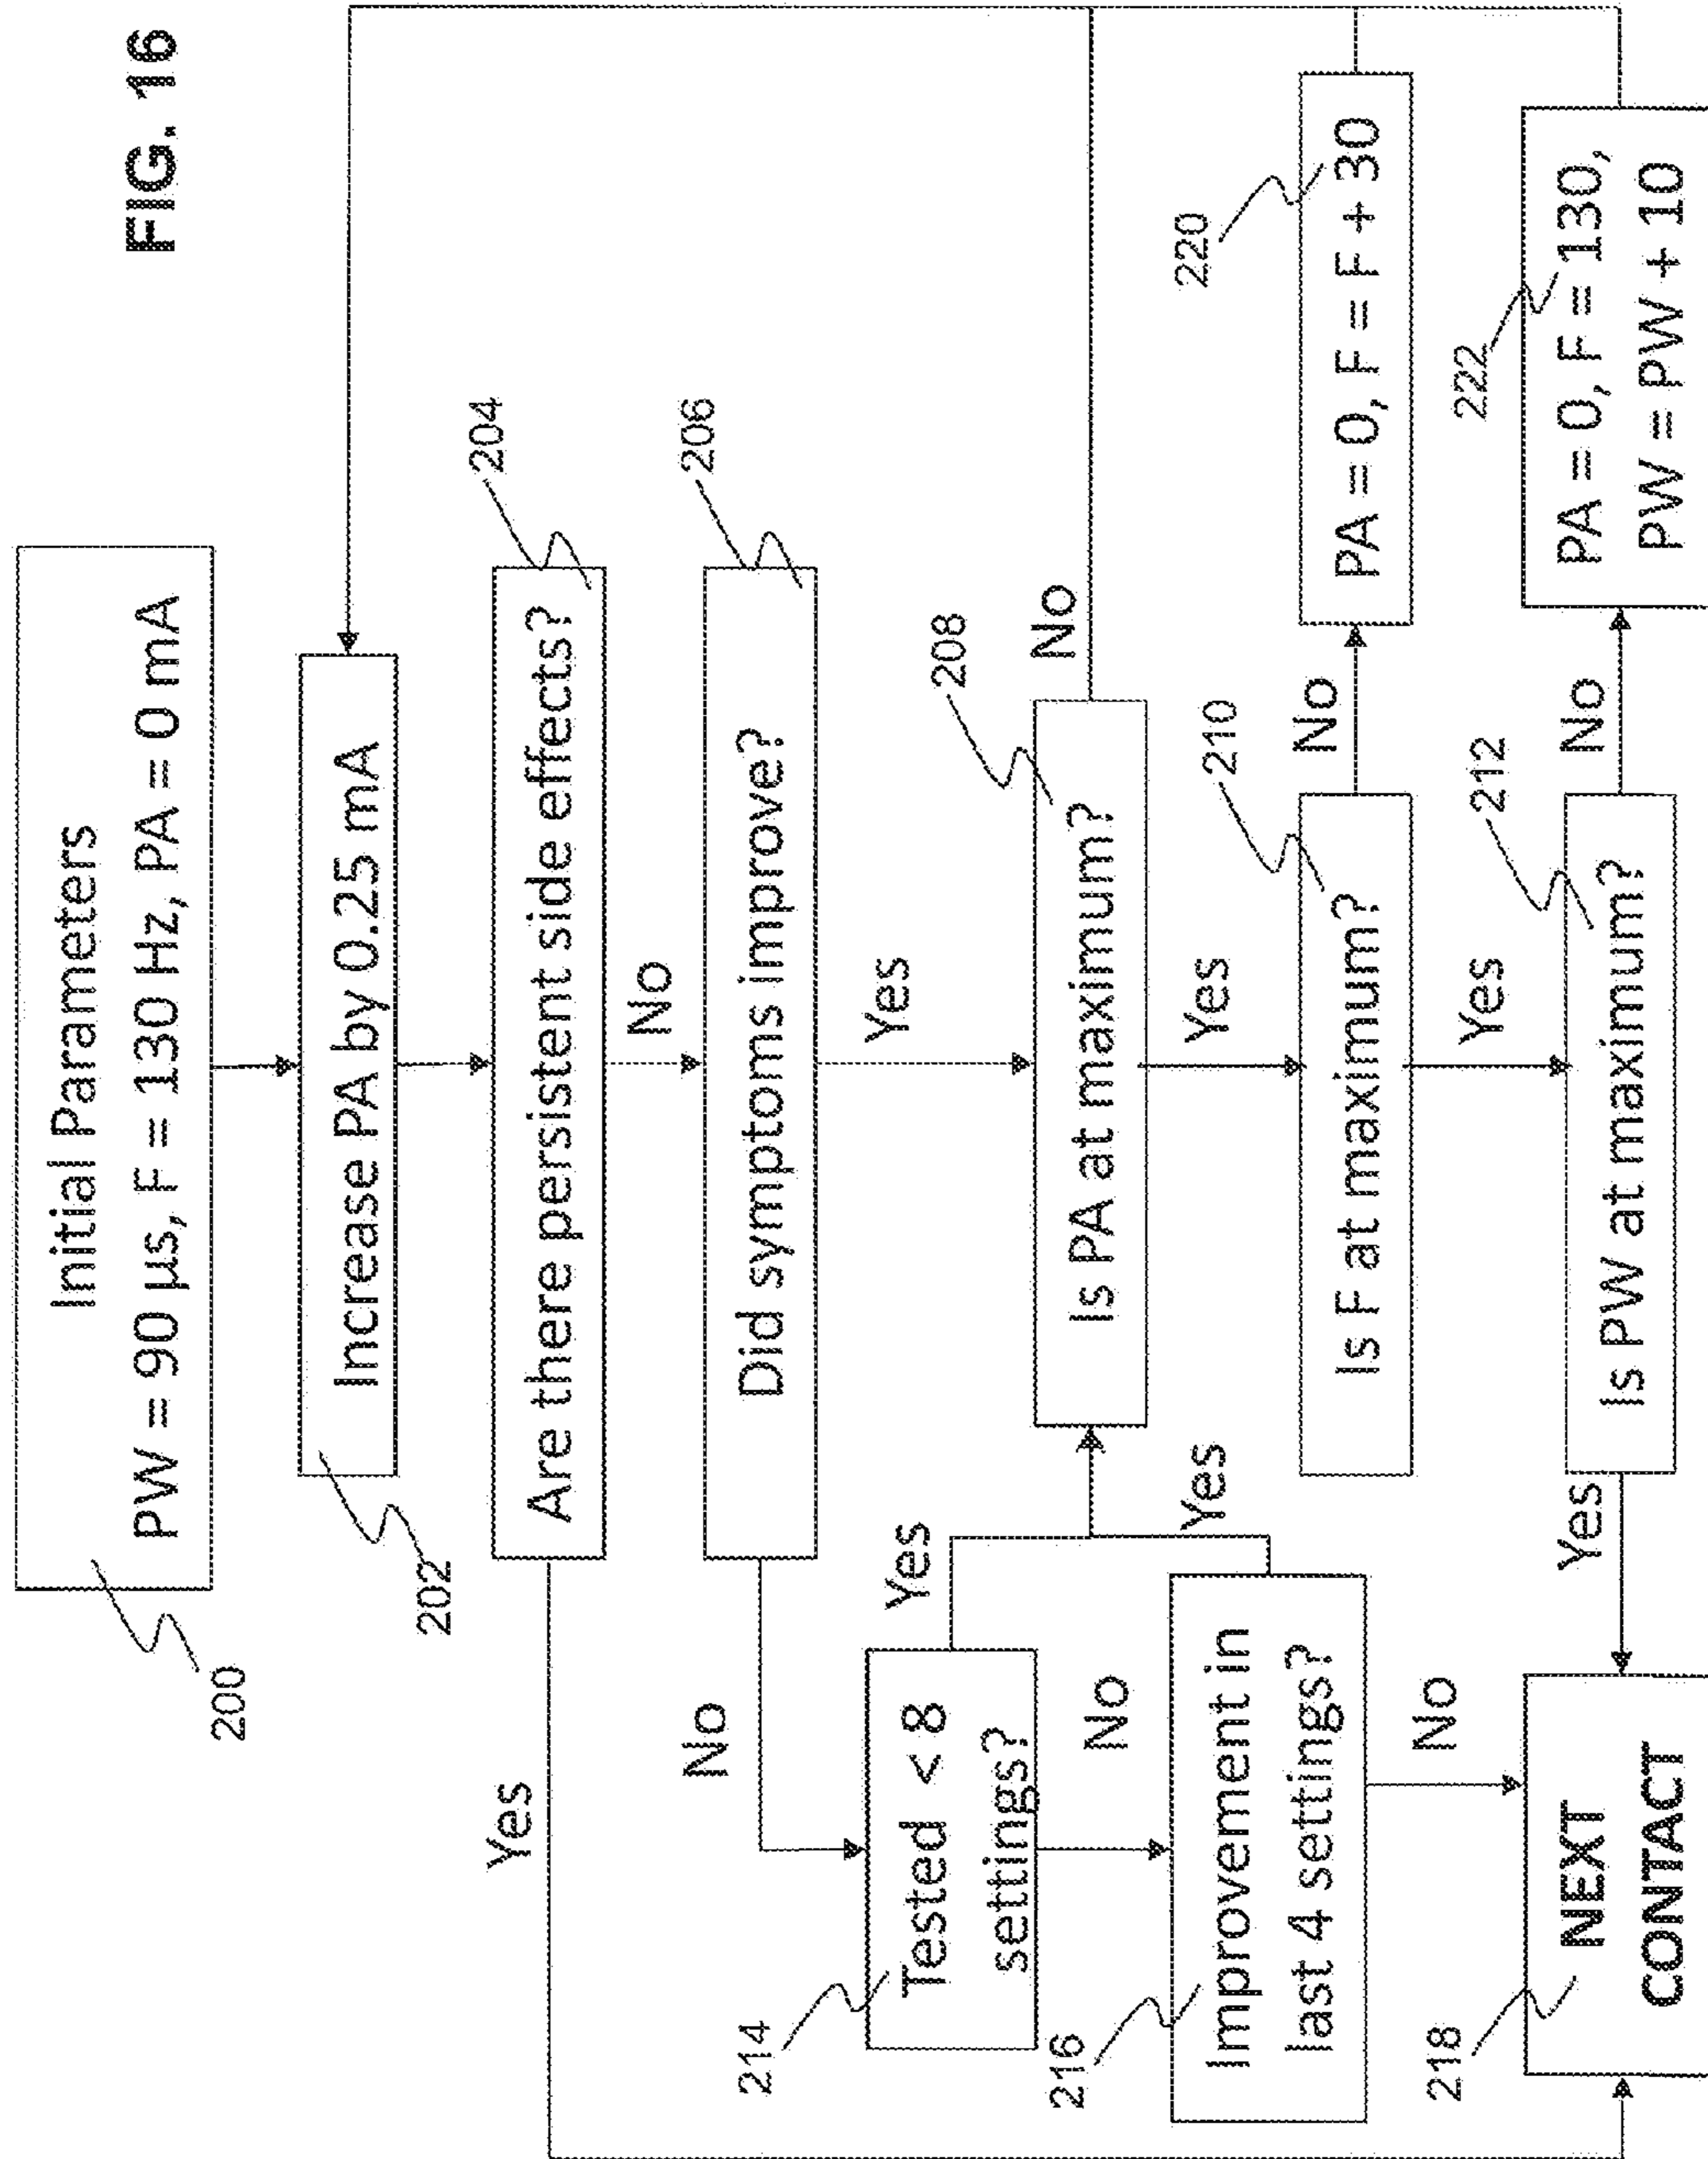 FIG. 16
Initial Parameters
PW = 90 µs, F = 130 Hz, PA = 0 mA
200
Increase PA by 0.25 mA
202
Are there persistent side effects?
204
Yes
No
Did symptoms improve?
206
No
Yes
Tested < 8
settings?
214
Yes
No
Is PA at maximum?
208
No
Yes
Improvement in
last 4 settings?
216
Yes
No
Is F at maximum?
210
No
PA = 0, F = F + 30
220
Yes
NEXT
CONTACT
218
Yes
Is PW at maximum?
212
No
PA = 0, F = 130,
PW = PW + 10
222